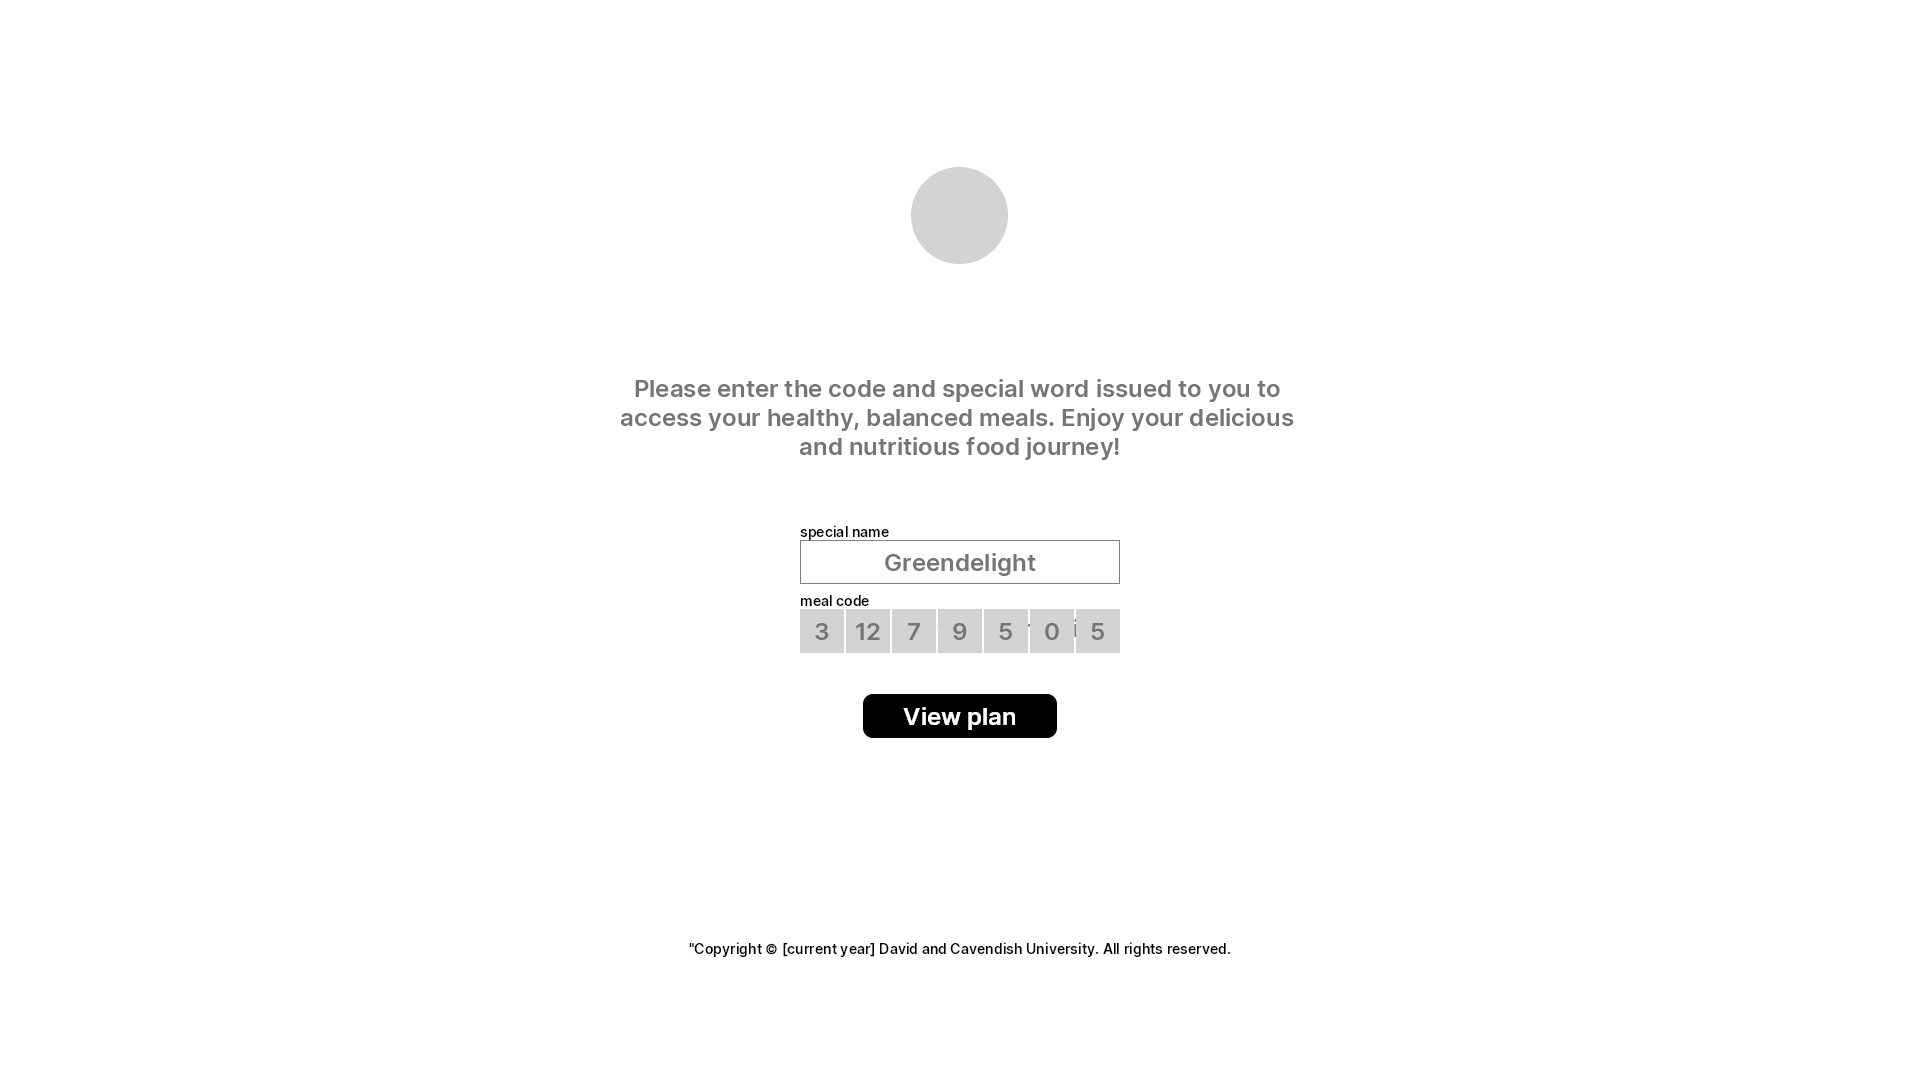 Please enter the code and special word issued to you to
access your healthy, balanced meals. Enjoy your delicious
and nutritious food journey!
special name
Greendelight
meal code
3 12 7 9 5 0 5
View plan
"Copyright © [current year] David and Cavendish University. All rights reserved.